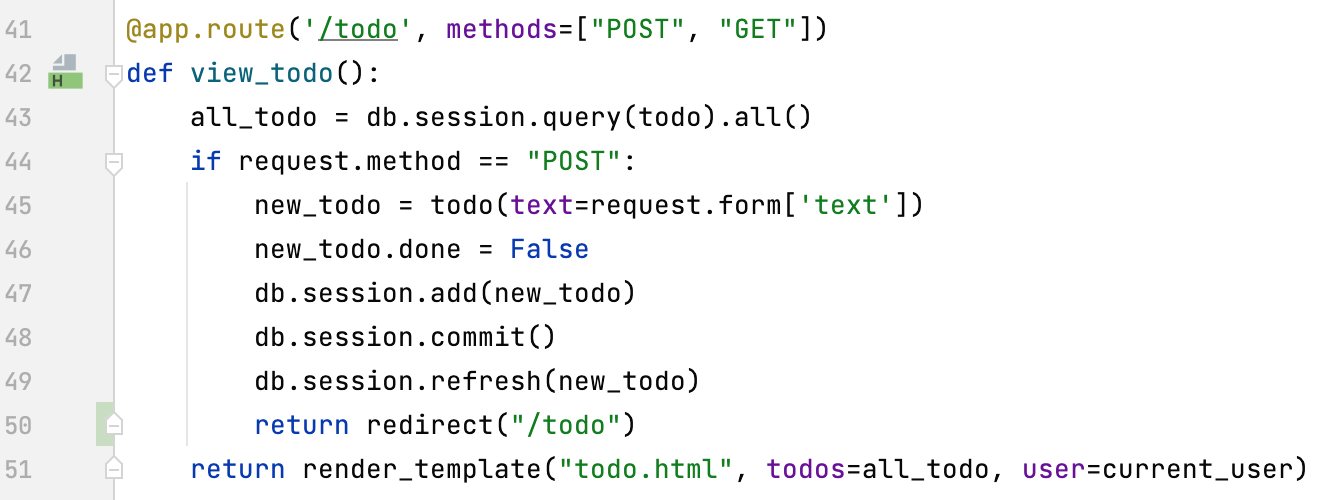 41 @app.route('/todo', methods=["POST", "GET"])
42 H def view_todo():
43     all_todo = db.session.query(todo).all()
44     if request.method == "POST":
45         new_todo = todo(text=request.form['text'])
46         new_todo.done = False
47         db.session.add(new_todo)
48         db.session.commit()
49         db.session.refresh(new_todo)
50         return redirect("/todo")
51     return render_template("todo.html", todos=all_todo, user=current_user)